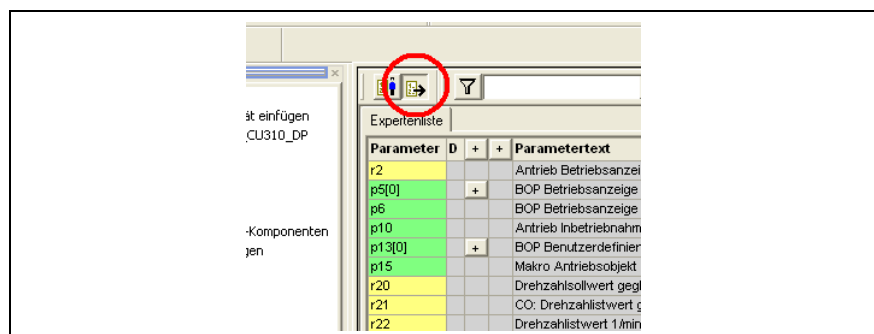 ät einfügen
_CU310_DP
-Komponenten
gen
Expertenliste
Parameter D + + Parametertext
r2 Antrieb Betriebsanzei
p5[0] + BOP Betriebsanzeige
p6 BOP Betriebsanzeige
p10 Antrieb Inbetriebnahm
p13[0] + BOP Benutzerdefinier
p15 Makro Antriebsobjekt
r20 Drehzahlsollwert gegl
r21 CO: Drehzahlistwert g
r22 Drehzahlistwert 1/min